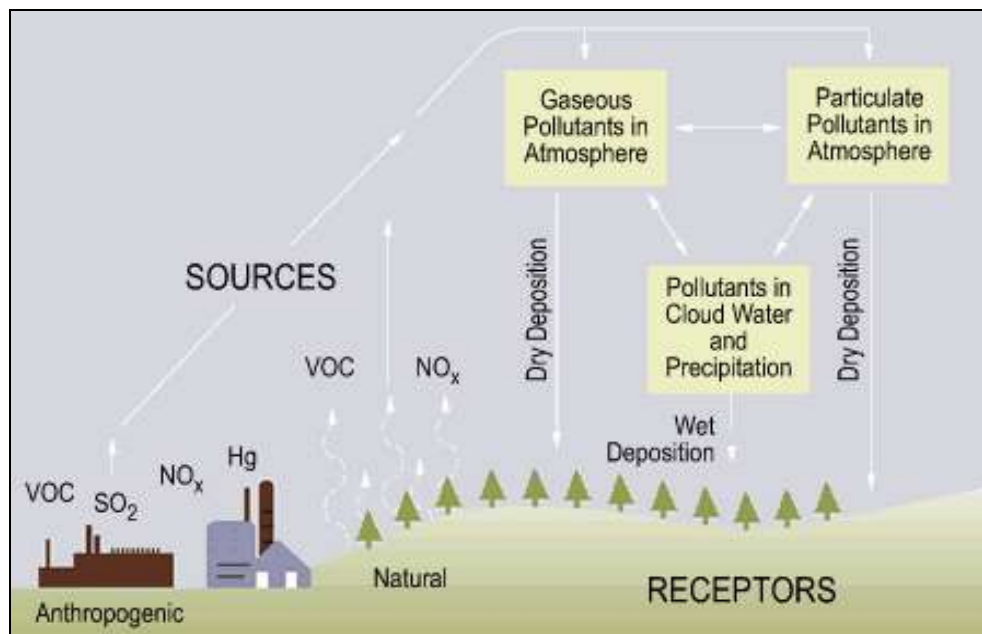 Gaseous
Pollutants in
Atmosphere
Particulate
Pollutants in
Atmosphere
SOURCES
Dry Deposition
Pollutants in
Cloud Water
and
Precipitation
Dry Deposition
VOC
NOx
Wet
Deposition
VOC
SO2
NOx
Hg
Natural
RECEPTORS
Anthropogenic